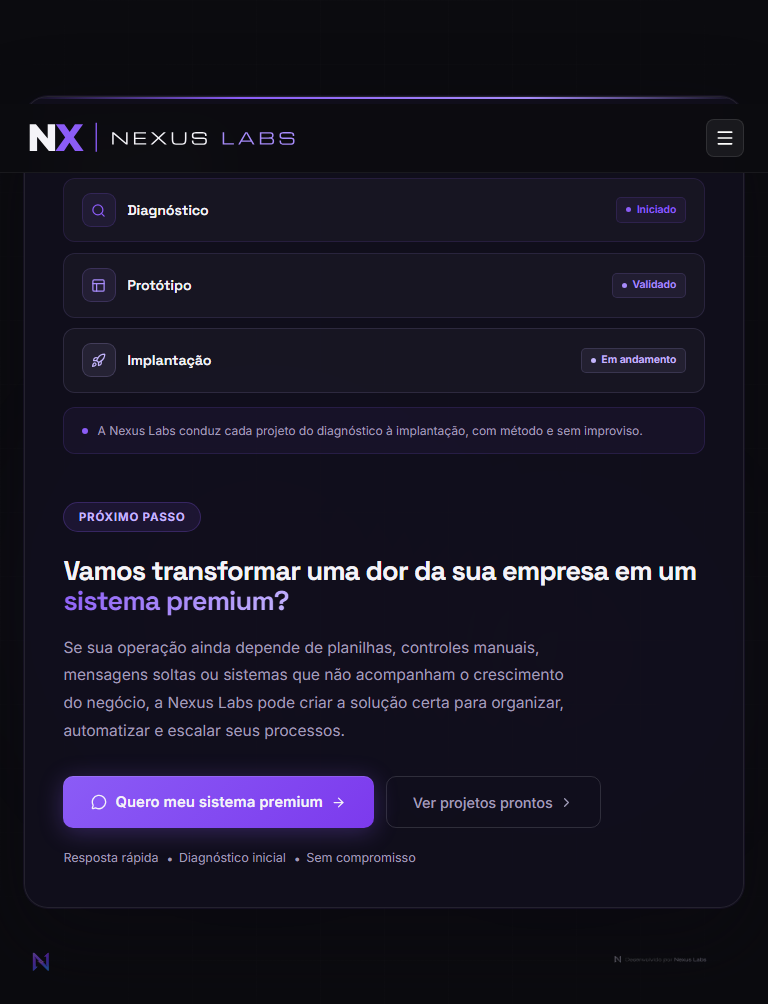 NX | NEXUS LABS
Diagnóstico
Iniciado
Protótipo
Validado
Implantação
Em andamento
A Nexus Labs conduz cada projeto do diagnóstico à implantação, com método e sem improviso.
PRÓXIMO PASSO
Vamos transformar uma dor da sua empresa em um
sistema premium?
Se sua operação ainda depende de planilhas, controles manuais,
mensagens soltas ou sistemas que não acompanham o crescimento
do negócio, a Nexus Labs pode criar a solução certa para organizar,
automatizar e escalar seus processos.
Quero meu sistema premium →
Ver projetos prontos >
Resposta rápida • Diagnóstico inicial • Sem compromisso
N
N Desenvolvido por Nexus Labs